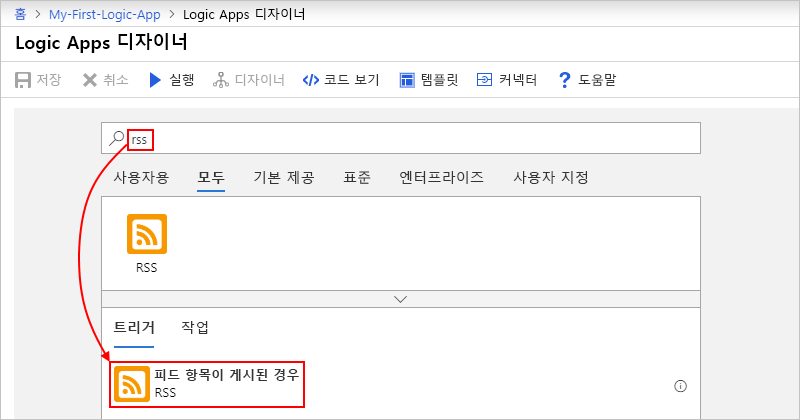 홈 > My-First-Logic-App > Logic Apps 디자이너
Logic Apps 디자이너
저장 취소 실행 디자이너 코드 보기 템플릿 커넥터 도움말
rss
사용자용 모두 기본 제공 표준 엔터프라이즈 사용자 지정
RSS
트리거 작업
피드 항목이 게시된 경우
RSS